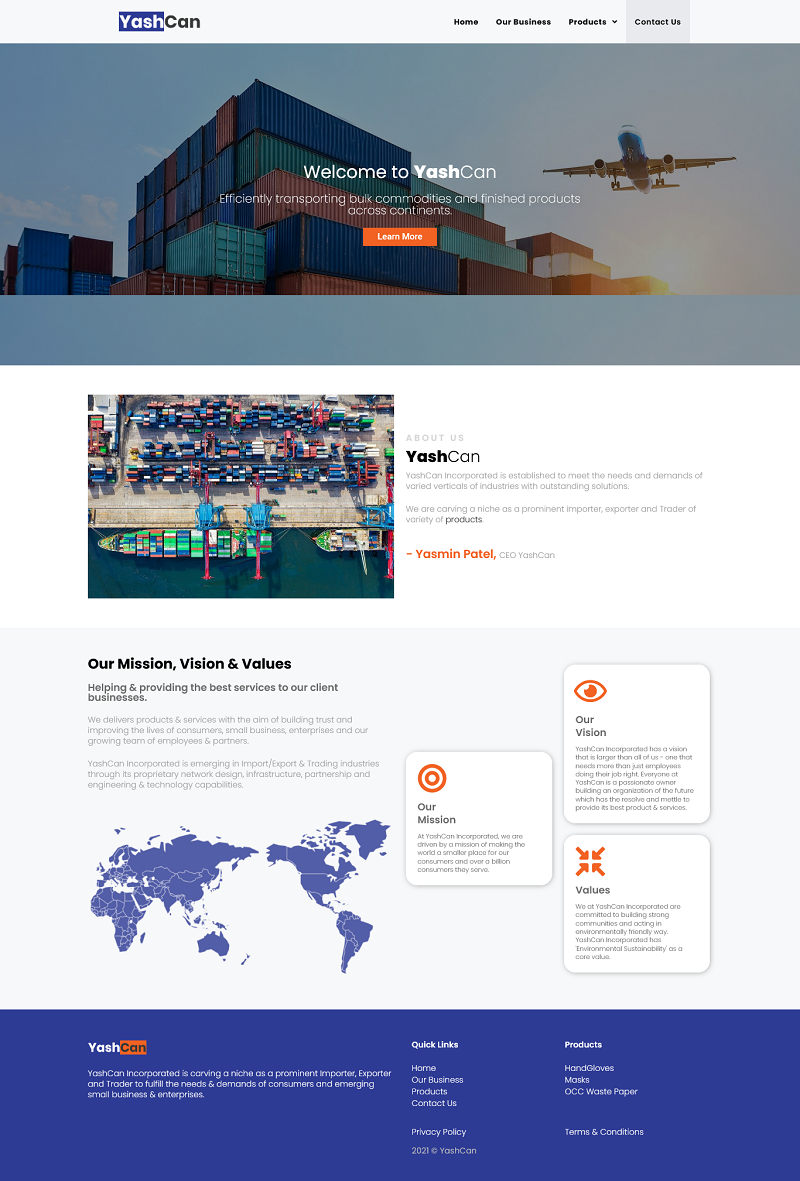 YashCan
Home
Our Business
Products
Contact Us
Welcome to YashCan
Efficiently transporting bulk commodities and finished products
across continents.
Learn More
ABOUT US
YashCan
YashCan Incorporated is established to meet the needs and demands of
varied verticals of industries with outstanding solutions.
We are carving a niche as a prominent importer, exporter and Trader of
variety of products.
- Yasmin Patel, CEO YashCan
Our Mission, Vision & Values
Helping & providing the best services to our client
businesses.
We delivers products & services with the aim of building trust and
improving the lives of consumers, small business, enterprises and our
growing team of employees & partners.
YashCan Incorporated is emerging in Import/Export & Trading industries
through its proprietary network design, infrastructure, partnership and
engineering & technology capabilities.
Our
Mission
At YashCan Incorporated, we are
driven by a mission of making the
world a smaller place for our
consumers and over a billion
consumers they serve.
Our
Vision
YashCan Incorporated has a vision
that is larger than all of us - one that
needs more than just employees
doing their job right. Everyone at
YashCan is a passionate owner
building an organization of the future
which has the resolve and mettle to
provide its best product & services.
Values
We at YashCan Incorporated are
committed to building strong
communities and acting in
environmentally friendly way.
YashCan Incorporated has
'Environmental Sustainability' as a
core value.
YashCan
YashCan Incorporated is carving a niche as a prominent Importer, Exporter
and Trader to fulfill the needs & demands of consumers and emerging
small business & enterprises.
Quick Links
Home
Our Business
Products
Contact Us
Privacy Policy
2021 © YashCan
Products
HandGloves
Masks
OCC Waste Paper
Terms & Conditions